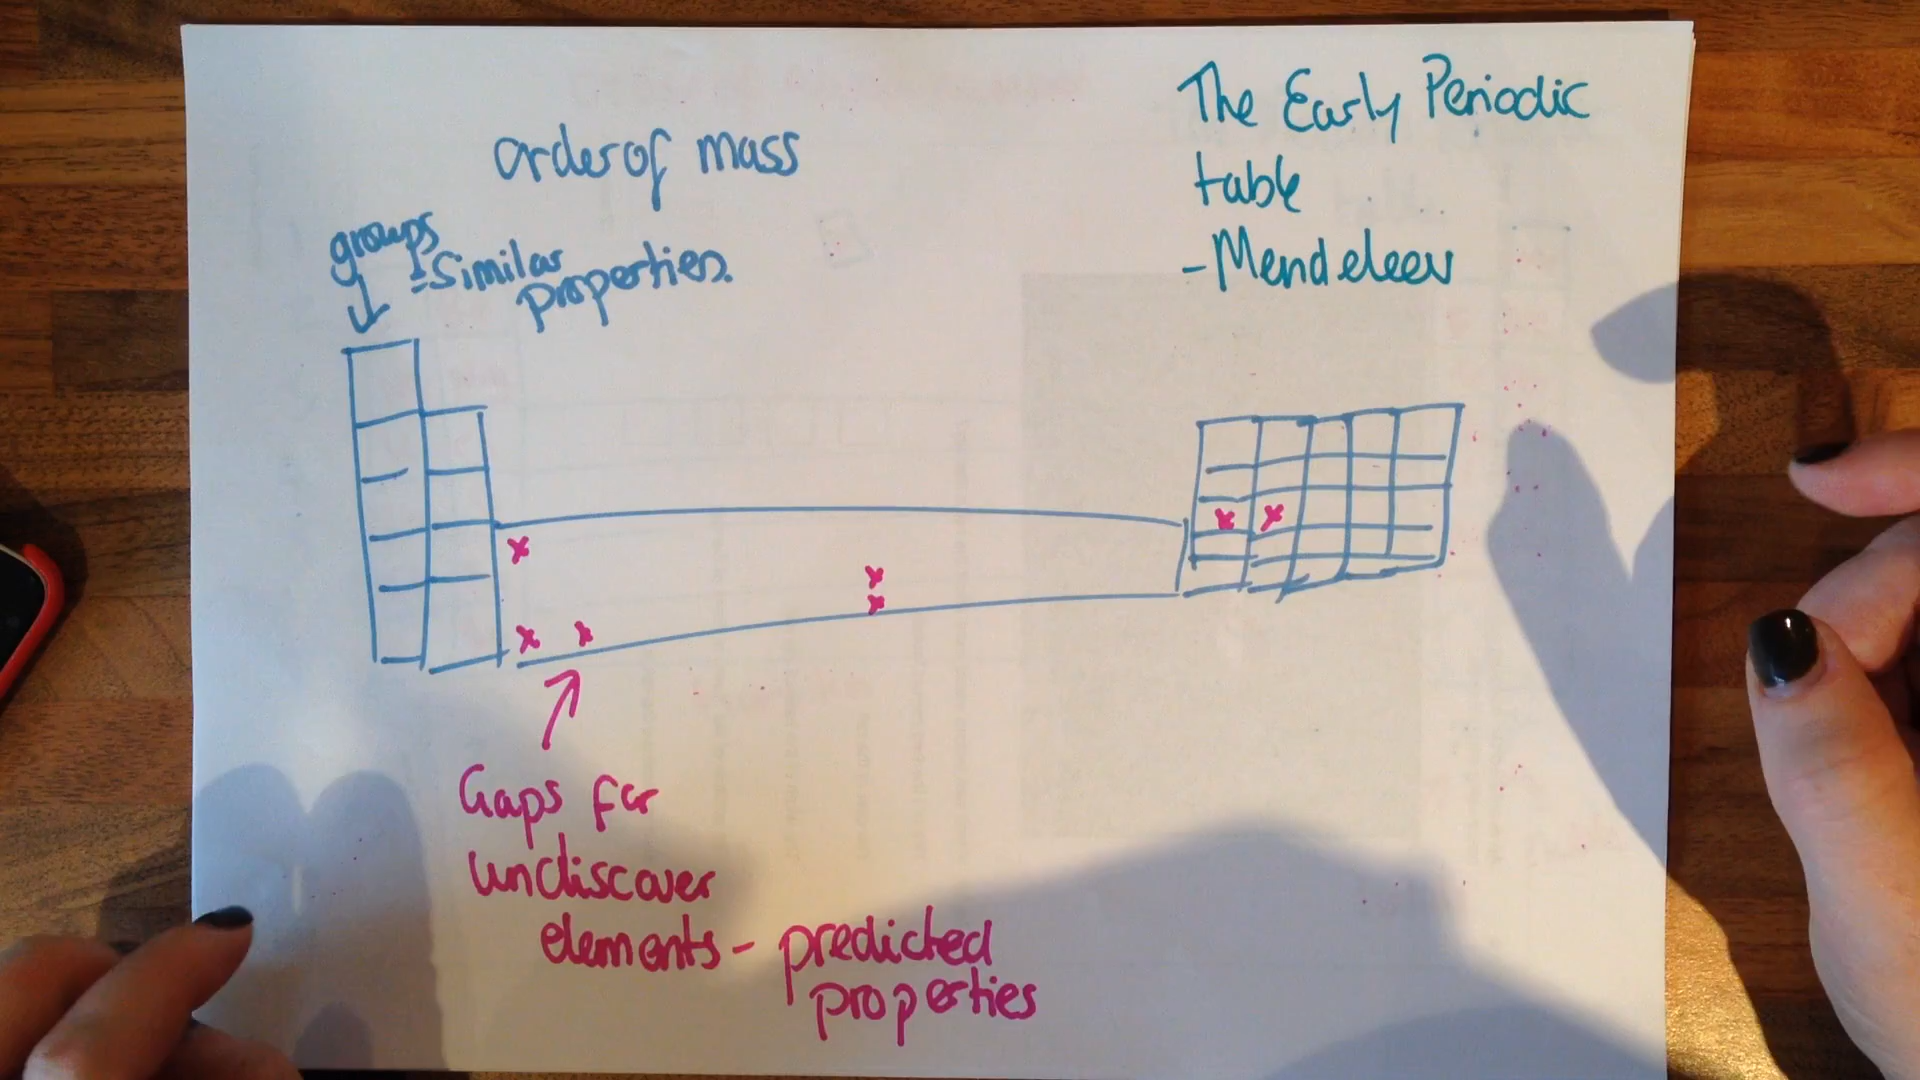 The Early Periodic
table
- Mendeleev
order of mass
groups
- Similar
properties.
Gaps for
undiscover
elements - predicted
properties